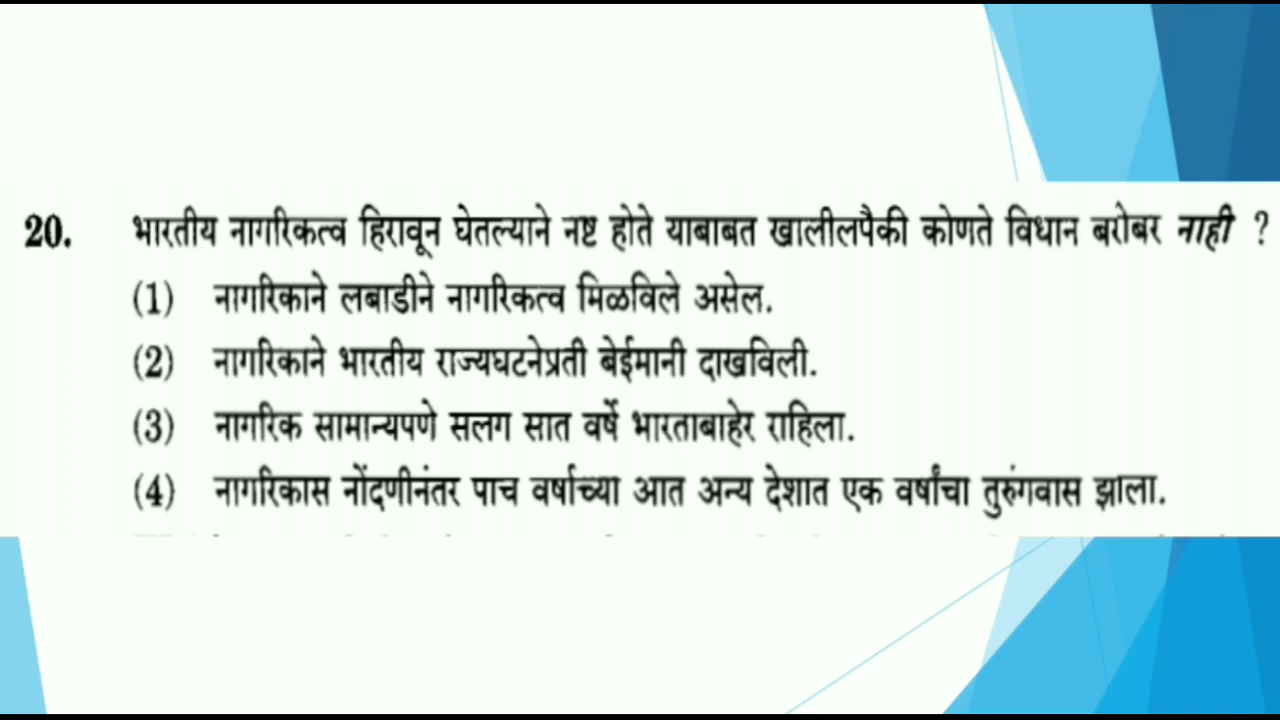 20. भारतीय नागरिकत्व हिरावून घेतल्याने नष्ट होते याबाबत खालीलपैकी कोणते विधान बरोबर नाही ?
(1) नागरिकाने लबाडीने नागरिकत्व मिळविले असेल.
(2) नागरिकाने भारतीय राज्यघटनेप्रती बेईमानी दाखविली.
(3) नागरिक सामान्यपणे सलग सात वर्षे भारताबाहेर राहिला.
(4) नागरिकास नोंदणीनंतर पाच वर्षाच्या आत अन्य देशात एक वर्षांचा तुरुंगवास झाला.